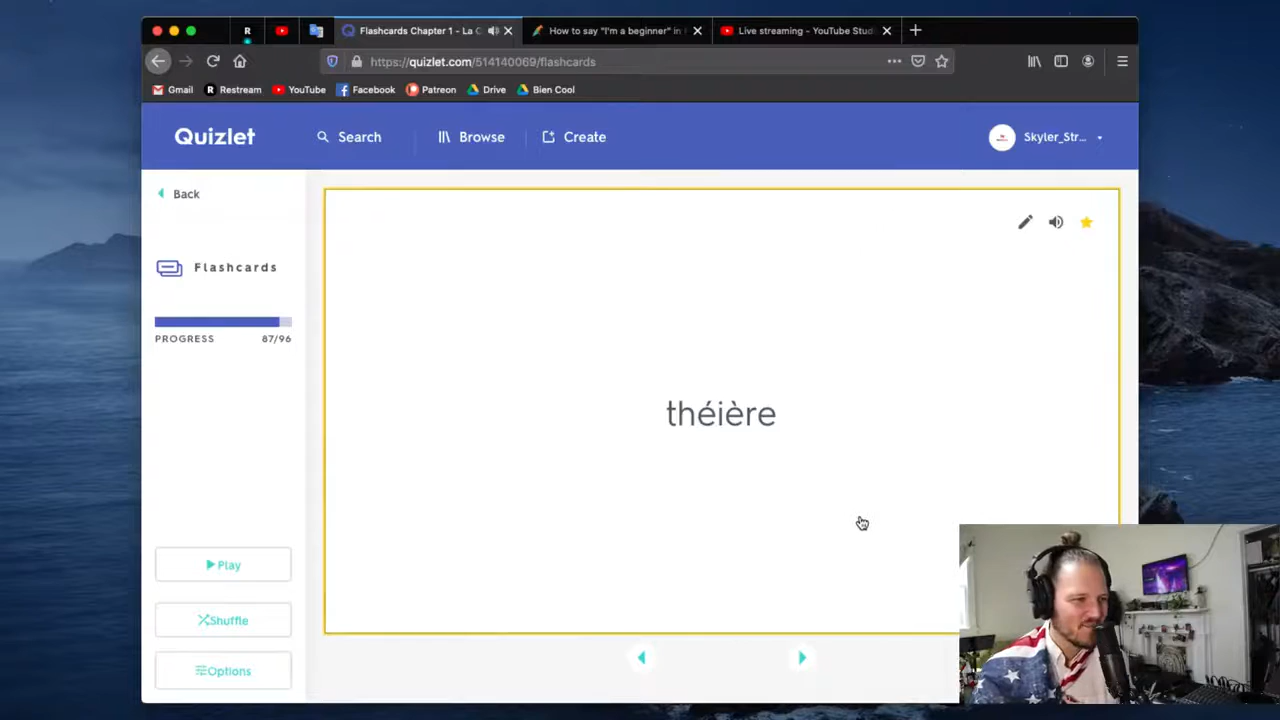 R
Flashcards Chapter 1 - La C
How to say "I'm a beginner" in
Live streaming - YouTube Stud
https://quizlet.com/514140069/flashcards
Gmail
Restream
YouTube
Facebook
Patreon
Drive
Bien Cool
Quizlet
Search
Browse
Create
Skyler_Str...
Back
Flashcards
PROGRESS
87/96
théière
Play
Shuffle
Options